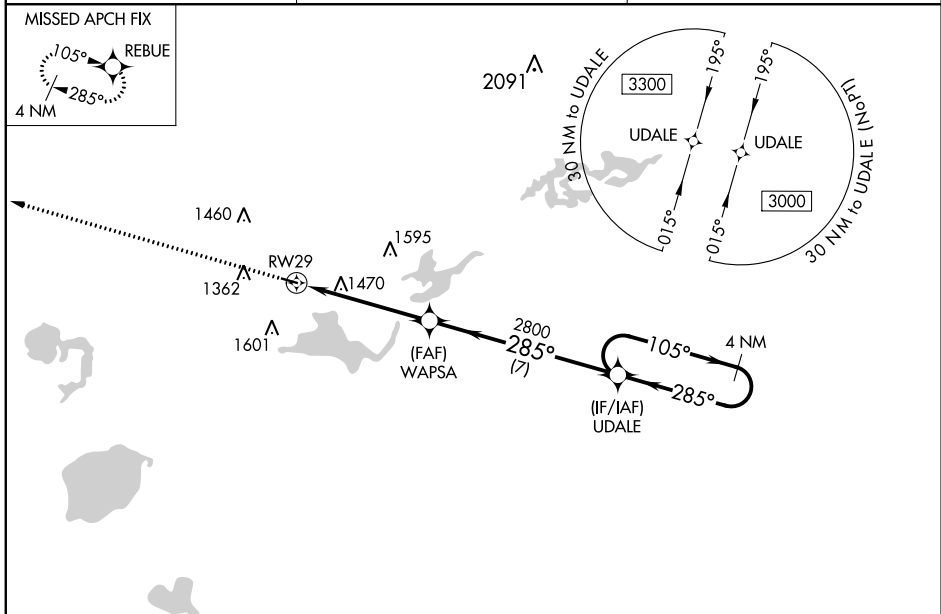 MISSED APCH FIX
105°
REBUE
285°
4 NM
2091
30 NM to UDALE
3300
195°
UDALE
015°
195°
UDALE
3000
015°
30 NM to UDALE (NoPT)
1460
1595
RW29
1362
1470
1601
(FAF)
WAPSA
2800
285°
(7)
105°
4 NM
285°
(IF/IAF)
UDALE